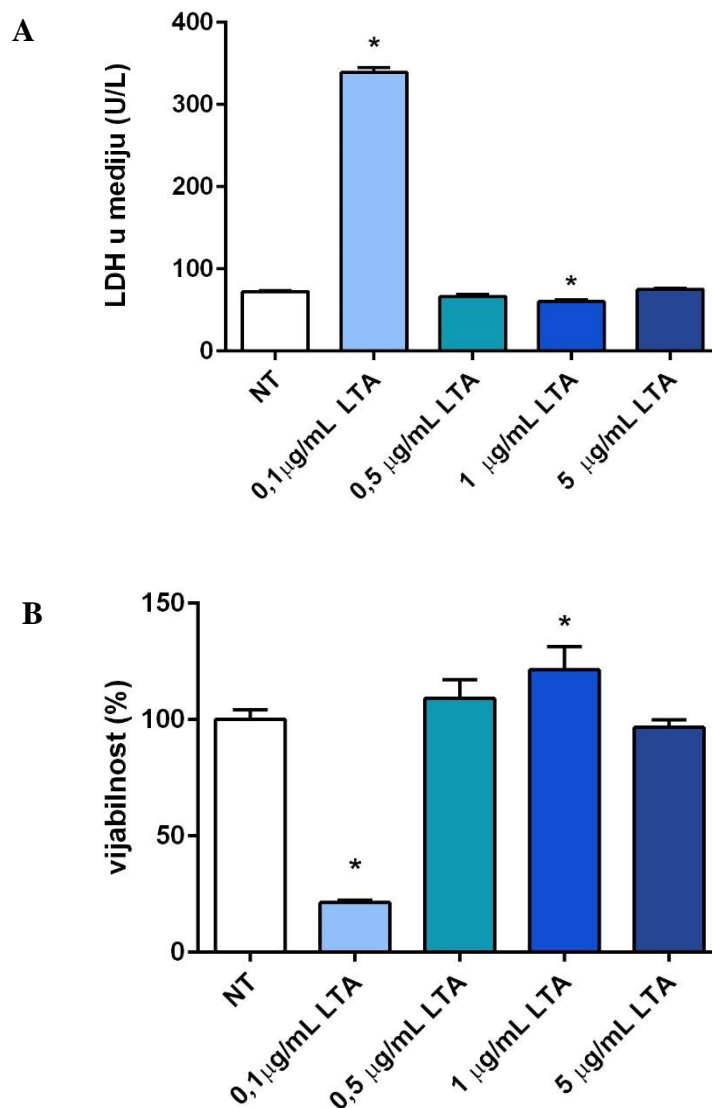 A
LDH u mediju (U/L)
400
300
200
100
0
*
*
NT
0,1μg/mL LTA
0,5 μg/mL LTA
1 μg/mL LTA
5 μg/mL LTA
B
vijabilnost (%)
150
100
50
0
*
*
NT
0,1μg/mL LTA
0,5 μg/mL LTA
1 μg/mL LTA
5 μg/mL LTA